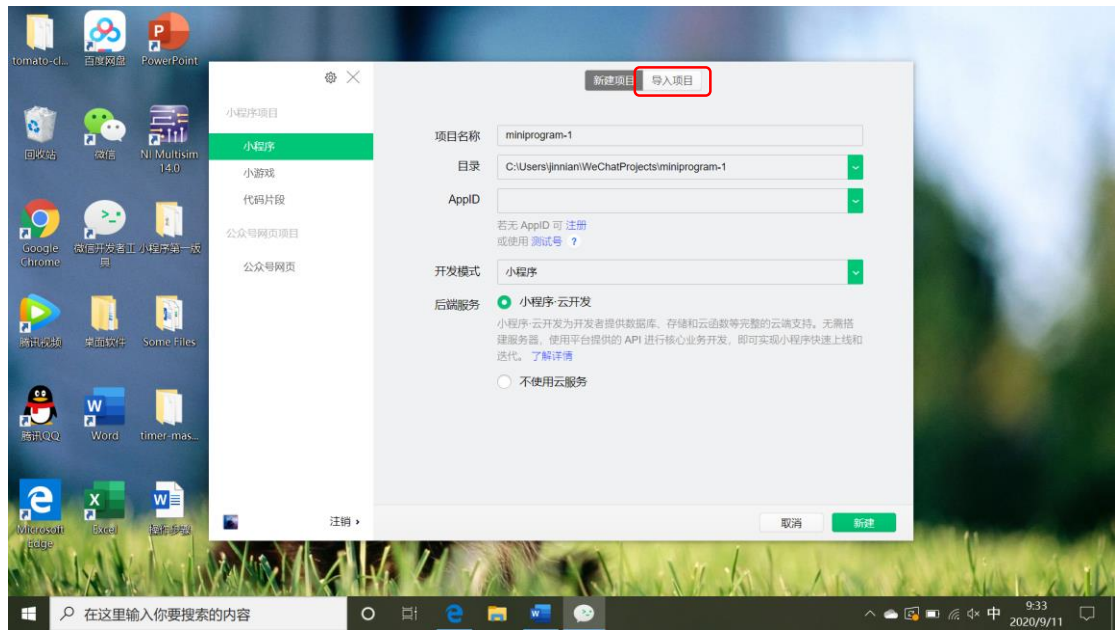 tomato-cl...
百度网盘
PowerPoint
回收站
微信
NI Multisim
14.0
Google
Chrome
微信开发者工
具
小程序第一版
腾讯视频
桌面软件
Some Files
腾讯QQ
Word
timer-mas...
Microsoft
Edge
Excel
操作步骤
小程序项目
小程序
小游戏
代码片段
公众号网页项目
公众号网页
注销 ›
新建项目
导入项目
项目名称
miniprogram-1
目录
C:\Users\jinnian\WeChatProjects\miniprogram-1
AppID
若无 AppID 可 注册
或使用 测试号 ?
开发模式
小程序
后端服务
小程序·云开发
小程序·云开发为开发者提供数据库、存储和云函数等完整的云端支持。无需搭
建服务器，使用平台提供的 API 进行核心业务开发，即可实现小程序快速上线和
迭代。 了解详情
不使用云服务
取消
新建
在这里输入你要搜索的内容
中
9:33
2020/9/11